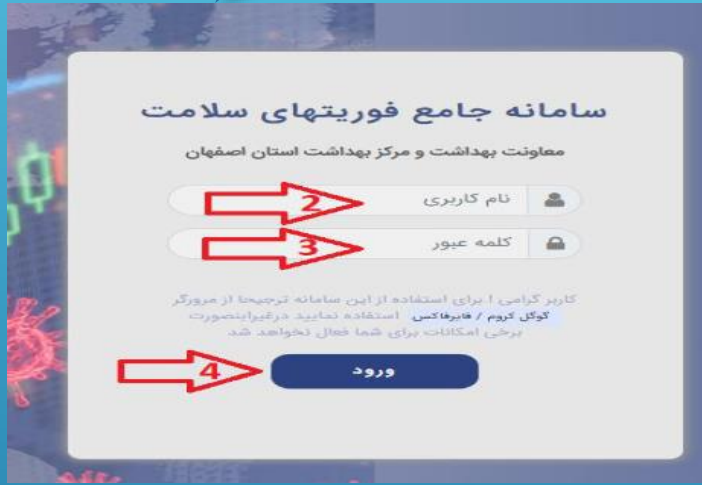 سامانه جامع فوریتهای سلامت
معاونت بهداشت و مرکز بهداشت استان اصفهان
نام کاربری 2
کلمه عبور 3
کاربر گرامی ! برای استفاده از این سامانه ترجیحا از مرورگر
گوگل کروم / فایرفاکس استفاده نمایید درغیراینصورت
برخی امکانات برای شما فعال نخواهد شد
ورود 4